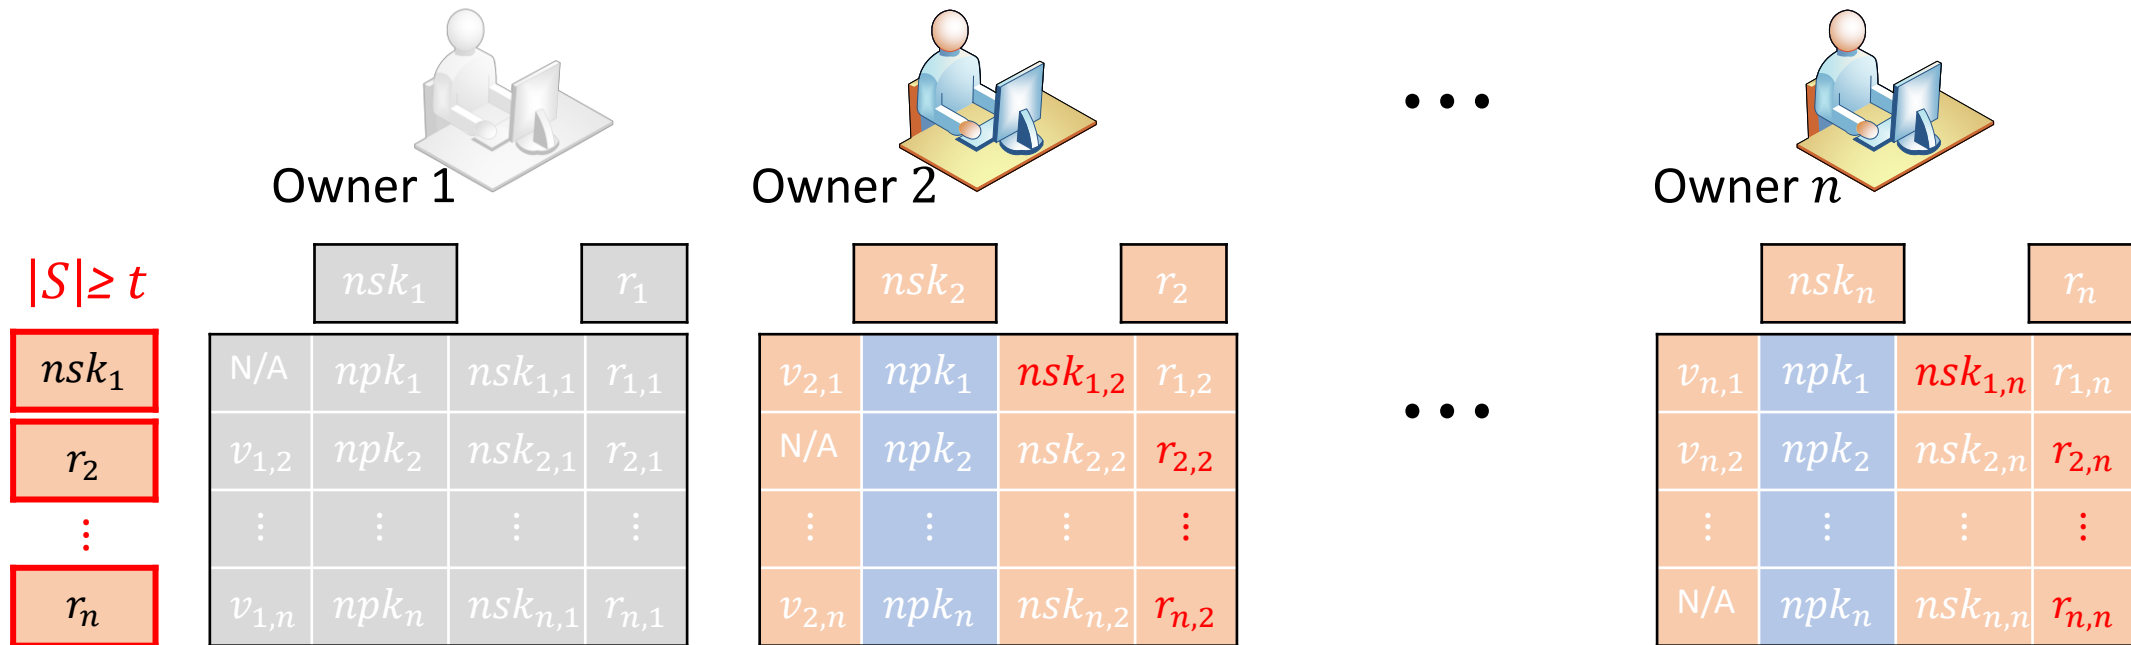 Owner 1 Owner 2 ... Owner n
|S| ≥ t nsk₁ r₁ nsk₂ r₂ nskₙ rₙ
nsk₁ N/A npk₁ nsk₁,₁ r₁,₁ v₂,₁ npk₁ nsk₁,₂ r₁,₂ ... vₙ,₁ npk₁ nsk₁,ₙ r₁,ₙ
r₂ v₁,₂ npk₂ nsk₂,₁ r₂,₁ N/A npk₂ nsk₂,₂ r₂,₂ vₙ,₂ npk₂ nsk₂,ₙ r₂,ₙ
⋮ ⋮ ⋮ ⋮ ⋮ ⋮ ⋮ ⋮ ⋮ ⋮ ⋮ ⋮ ⋮
rₙ v₁,ₙ npkₙ nskₙ,₁ rₙ,₁ v₂,ₙ npkₙ nskₙ,₂ rₙ,₂ N/A npkₙ nskₙ,ₙ rₙ,ₙ